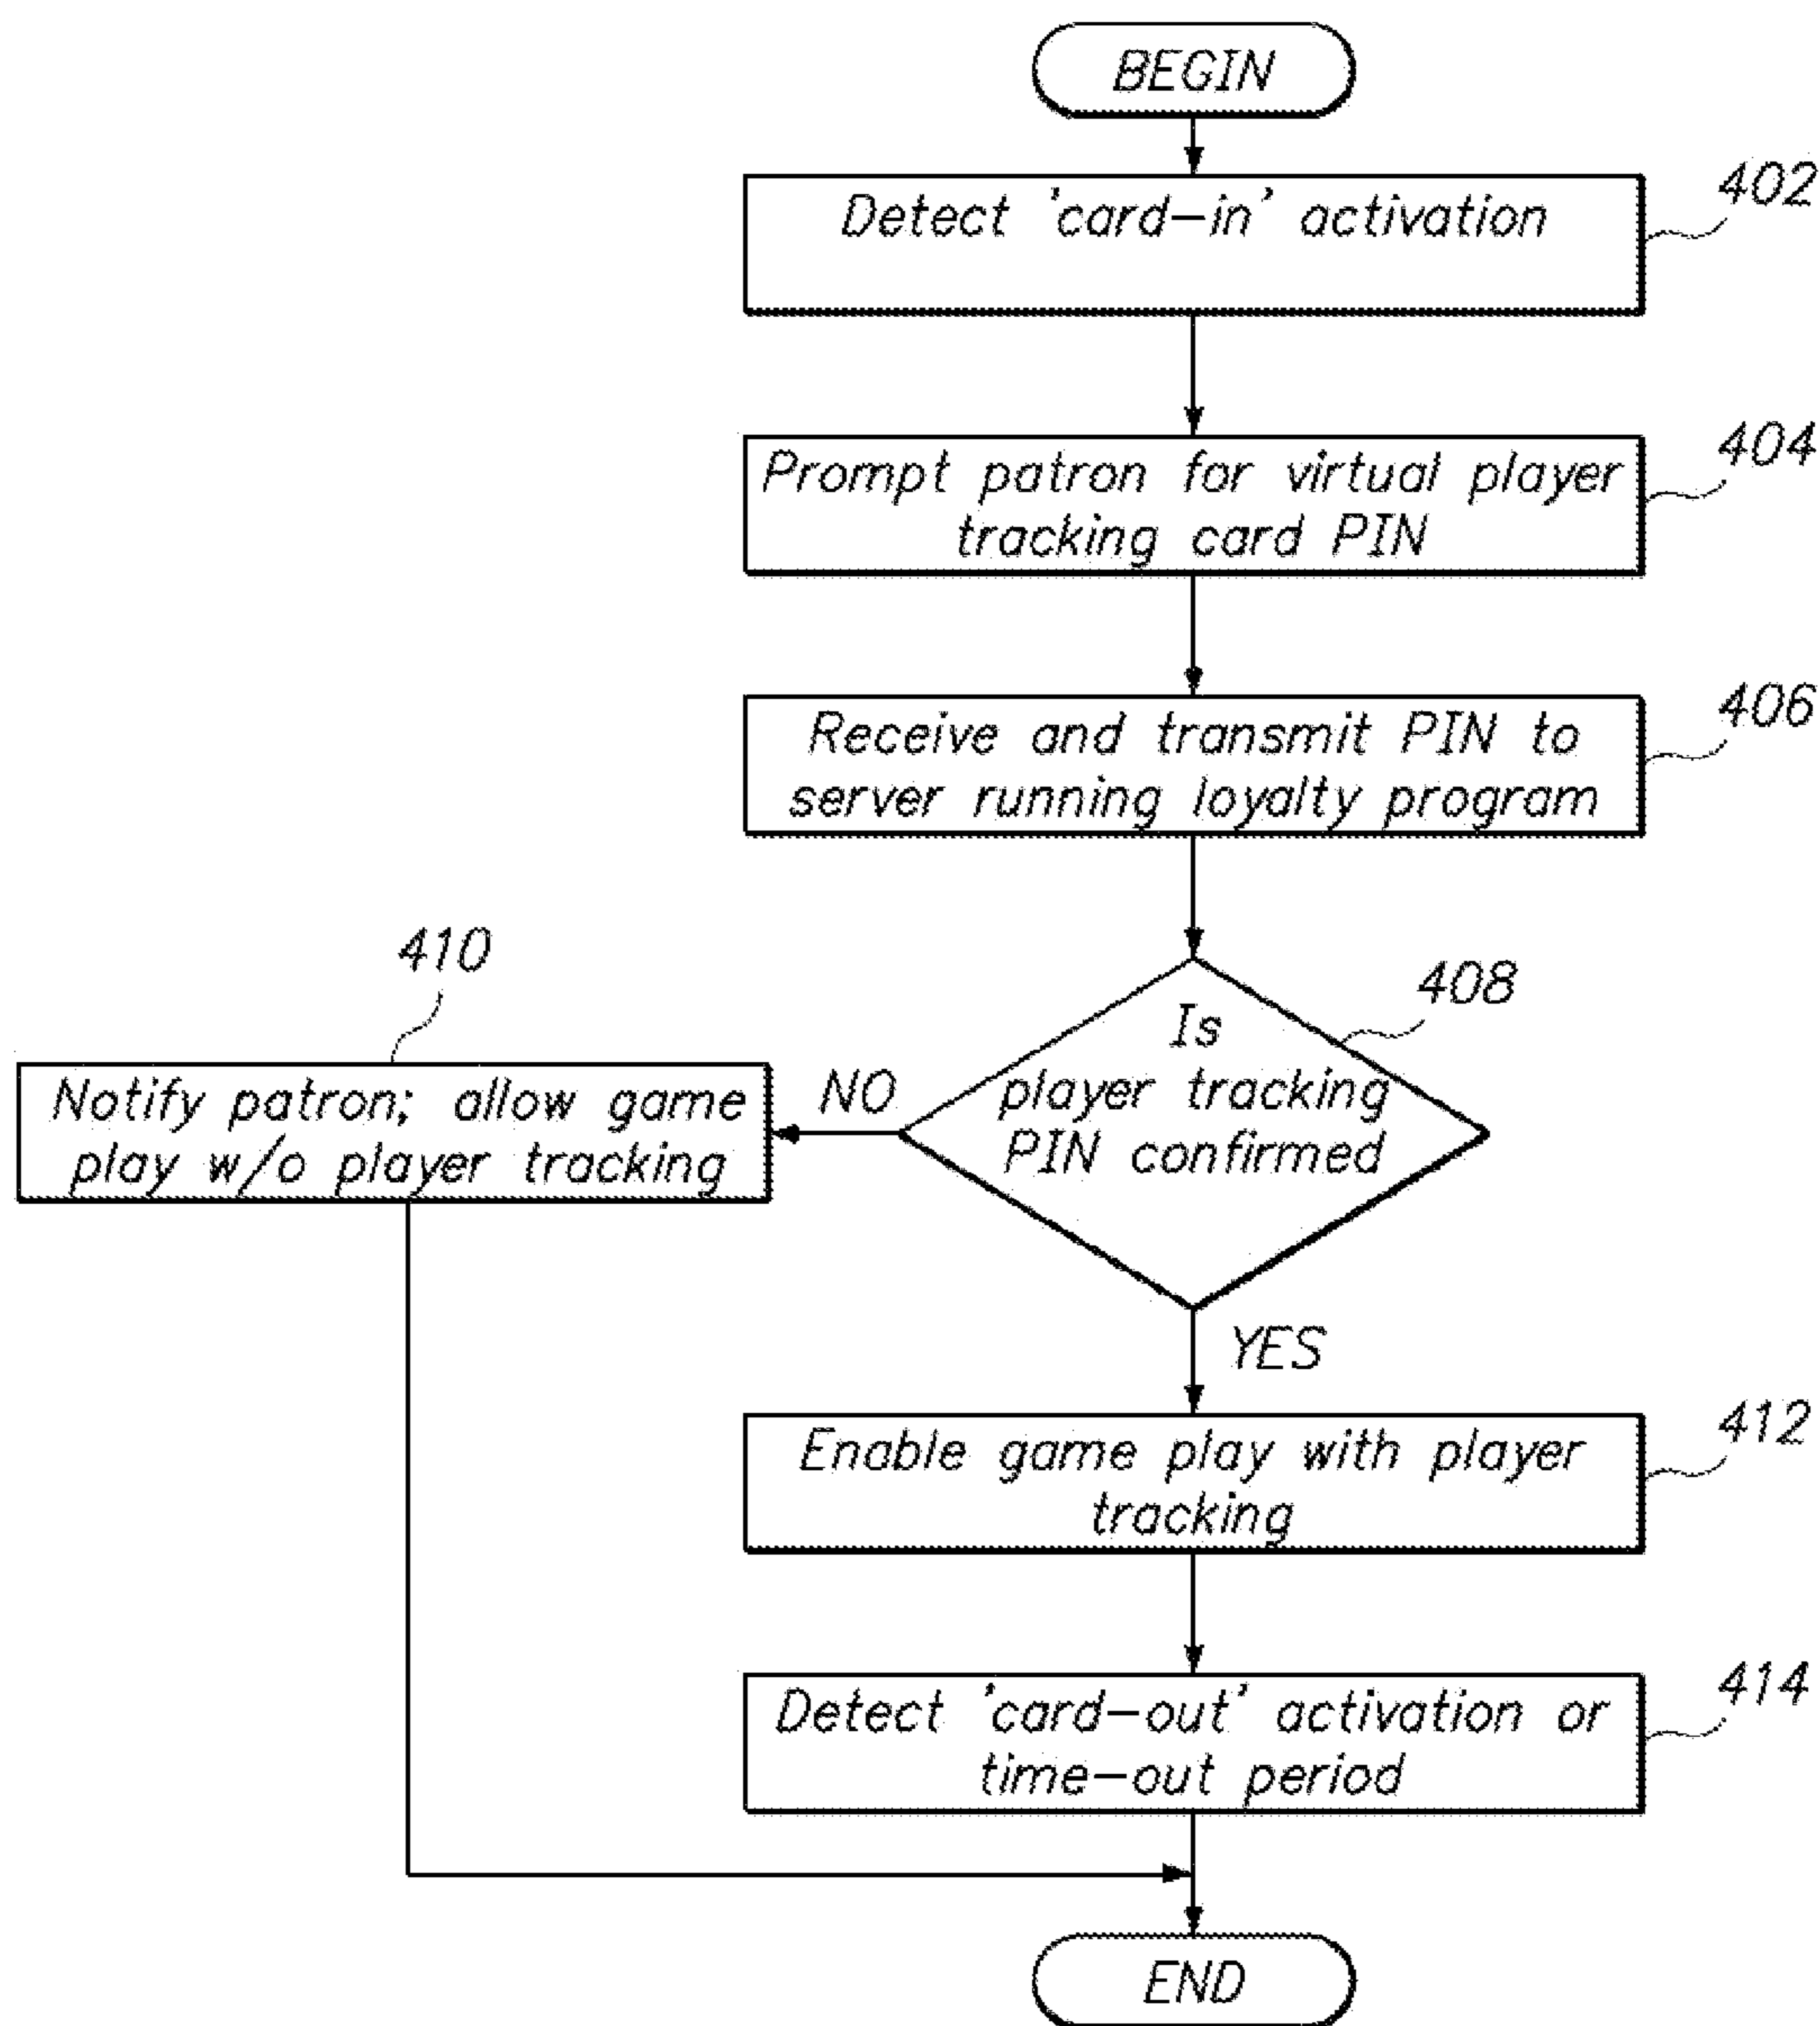 BEGIN
Detect 'card-in' activation
402
Prompt patron for virtual player
tracking card PIN
404
Receive and transmit PIN to
server running loyalty program
406
Is
player tracking
PIN confirmed
408
NO
410
Notify patron; allow game
play w/o player tracking
YES
Enable game play with player
tracking
412
Detect 'card-out' activation or
time-out period
414
END